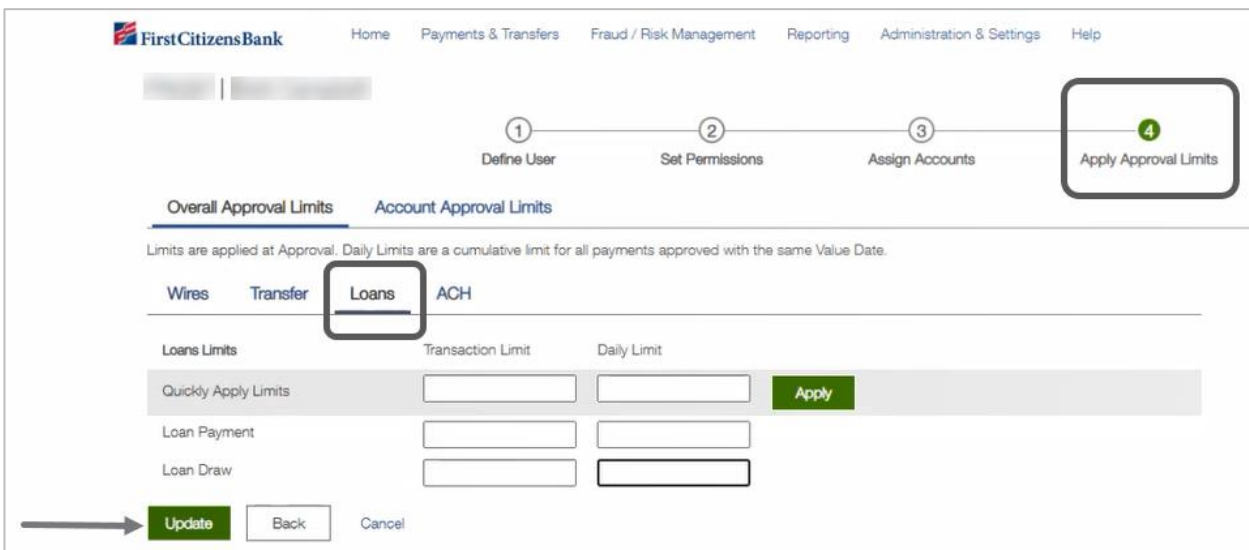 First Citizens Bank Home Payments & Transfers Fraud / Risk Management Reporting Administration & Settings Help
|
1 2 3 4
Define User Set Permissions Assign Accounts Apply Approval Limits
Overall Approval Limits Account Approval Limits
Limits are applied at Approval. Daily Limits are a cumulative limit for all payments approved with the same Value Date.
Wires Transfer Loans ACH
Loans Limits Transaction Limit Daily Limit
Quickly Apply Limits Apply
Loan Payment
Loan Draw
Update Back Cancel